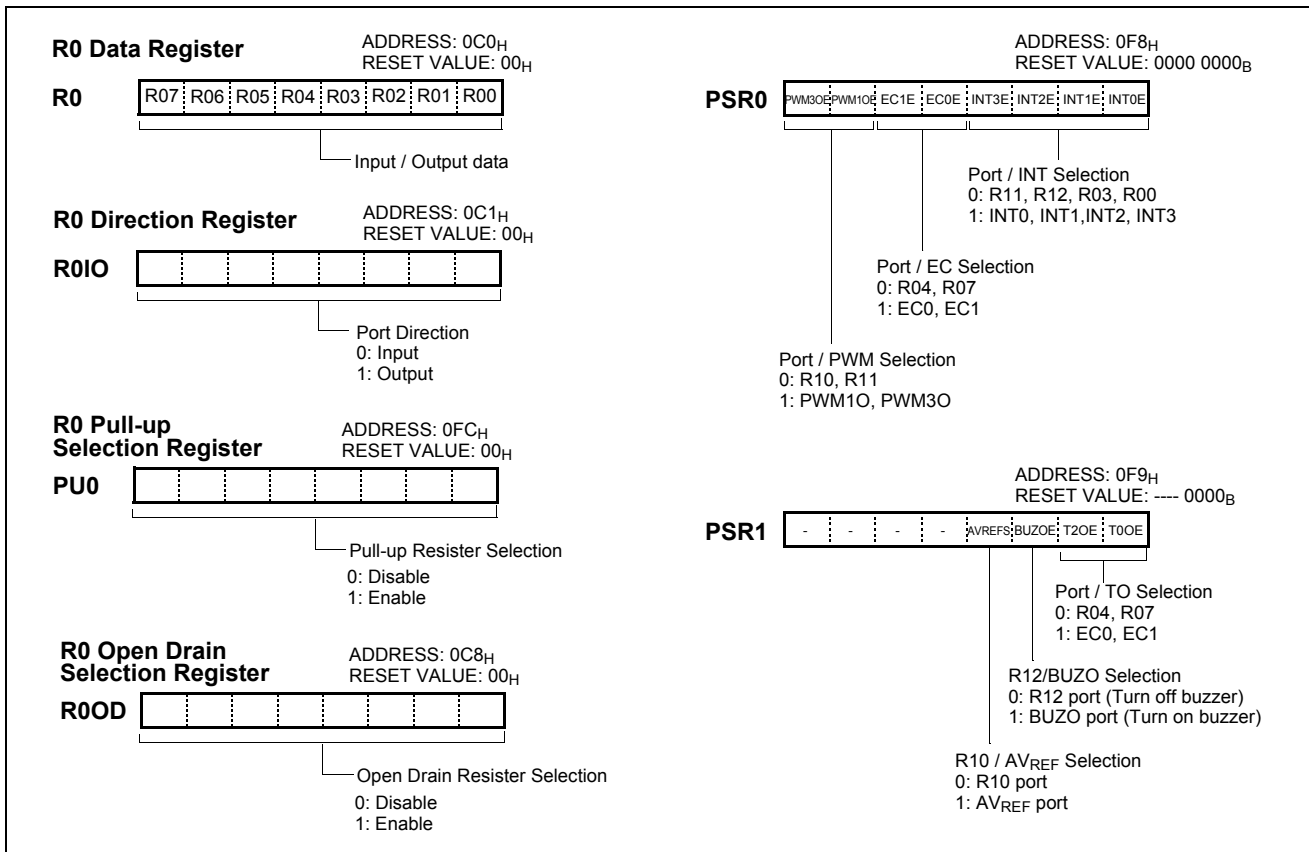 R0 Data Register
ADDRESS: 0C0H
RESET VALUE: 00H
R0
R07 R06 R05 R04 R03 R02 R01 R00
Input / Output data
R0 Direction Register
ADDRESS: 0C1H
RESET VALUE: 00H
R0IO
Port Direction
0: Input
1: Output
R0 Pull-up
Selection Register
ADDRESS: 0FCH
RESET VALUE: 00H
PU0
Pull-up Resister Selection
0: Disable
1: Enable
R0 Open Drain
Selection Register
ADDRESS: 0C8H
RESET VALUE: 00H
R0OD
Open Drain Resister Selection
0: Disable
1: Enable
ADDRESS: 0F8H
RESET VALUE: 0000 0000B
PSR0
PWM3OE PWM1OE EC1E EC0E INT3E INT2E INT1E INT0E
Port / INT Selection
0: R11, R12, R03, R00
1: INT0, INT1,INT2, INT3
Port / EC Selection
0: R04, R07
1: EC0, EC1
Port / PWM Selection
0: R10, R11
1: PWM1O, PWM3O
ADDRESS: 0F9H
RESET VALUE: ---- 0000B
PSR1
- - - - AVREFS BUZOE T2OE T0OE
Port / TO Selection
0: R04, R07
1: EC0, EC1
R12/BUZO Selection
0: R12 port (Turn off buzzer)
1: BUZO port (Turn on buzzer)
R10 / AVREF Selection
0: R10 port
1: AVREF port